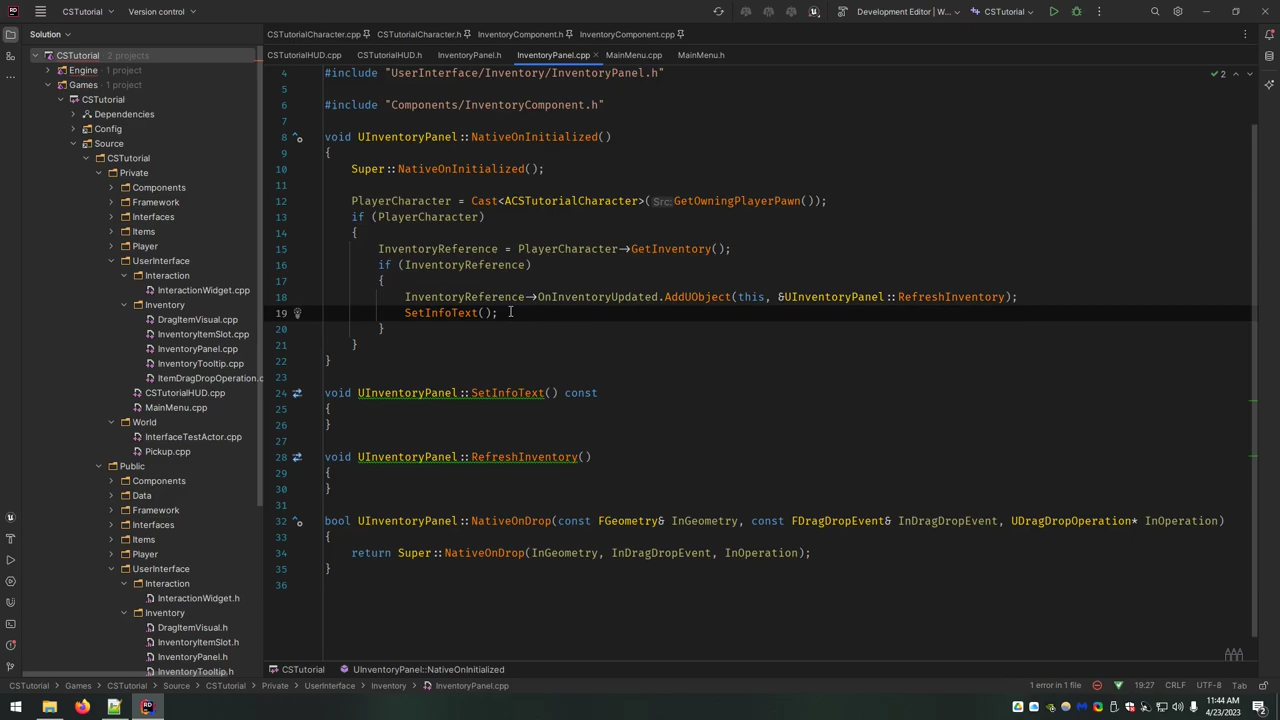 CSTutorial
Version control
Development Editor | W...
CSTutorial
Solution
CSTutorialCharacter.cpp
CSTutorialCharacter.h
InventoryComponent.h
InventoryComponent.cpp
CSTutorialHUD.cpp
CSTutorialHUD.h
InventoryPanel.h
InventoryPanel.cpp
MainMenu.cpp
MainMenu.h
CSTutorial 2 projects
Engine 1 project
Games 1 project
CSTutorial
Dependencies
Config
Source
CSTutorial
Private
Components
Framework
Interfaces
Items
Player
UserInterface
Interaction
InteractionWidget.cpp
Inventory
DragItemVisual.cpp
InventoryItemSlot.cpp
InventoryPanel.cpp
InventoryTooltip.cpp
ItemDragDropOperation.c
CSTutorialHUD.cpp
MainMenu.cpp
World
InterfaceTestActor.cpp
Pickup.cpp
Public
Components
Data
Framework
Interfaces
Items
Player
UserInterface
Interaction
InteractionWidget.h
Inventory
DragItemVisual.h
InventoryItemSlot.h
InventoryPanel.h
InventoryTooltip.h
4 #include "UserInterface/Inventory/InventoryPanel.h"
5
6 #include "Components/InventoryComponent.h"
7
8 void UInventoryPanel::NativeOnInitialized()
9 {
10 Super::NativeOnInitialized();
11
12 PlayerCharacter = Cast<ACSTutorialCharacter>(Src:GetOwningPlayerPawn());
13 if (PlayerCharacter)
14 {
15 InventoryReference = PlayerCharacter→GetInventory();
16 if (InventoryReference)
17 {
18 InventoryReference→OnInventoryUpdated.AddUObject(this, &UInventoryPanel::RefreshInventory);
19 SetInfoText();
20 }
21 }
22 }
23
24 void UInventoryPanel::SetInfoText() const
25 {
26 }
27
28 void UInventoryPanel::RefreshInventory()
29 {
30 }
31
32 bool UInventoryPanel::NativeOnDrop(const FGeometry& InGeometry, const FDragDropEvent& InDragDropEvent, UDragDropOperation* InOperation)
33 {
34 return Super::NativeOnDrop(InGeometry, InDragDropEvent, InOperation);
35 }
36
2
CSTutorial
UInventoryPanel::NativeOnInitialized
CSTutorial > Games > CSTutorial > Source > CSTutorial > Private > UserInterface > Inventory > InventoryPanel.cpp
1 error in 1 file
19:27
CRLF
UTF-8
Tab
11:44 AM
4/23/2023